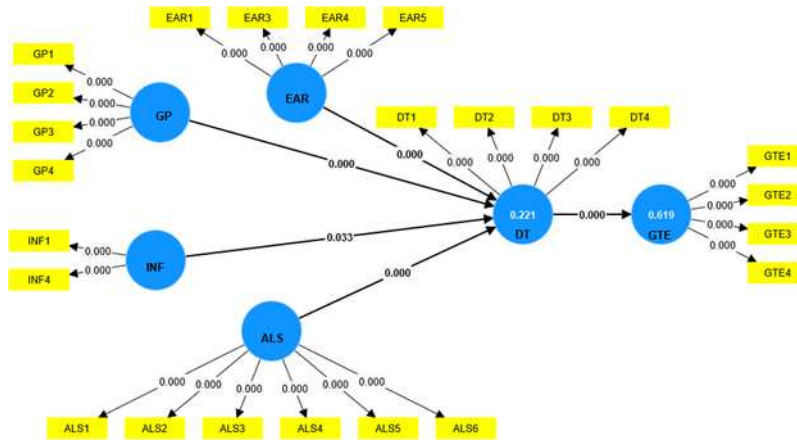 EAR1 EAR3 EAR4 EAR5
0.000 0.000 0.000 0.000
EAR
GP1
GP2
GP3
GP4
0.000
0.000
0.000
0.000
GP
0.000
0.000
DT1 DT2 DT3 DT4
0.000 0.000 0.000 0.000
0.221
DT
0.000
0.619
GTE
GTE1
GTE2
GTE3
GTE4
0.000
0.000
0.000
0.000
INF1
INF4
0.000
0.000
INF
0.033
0.000
ALS
0.000 0.000 0.000 0.000 0.000 0.000
ALS1 ALS2 ALS3 ALS4 ALS5 ALS6